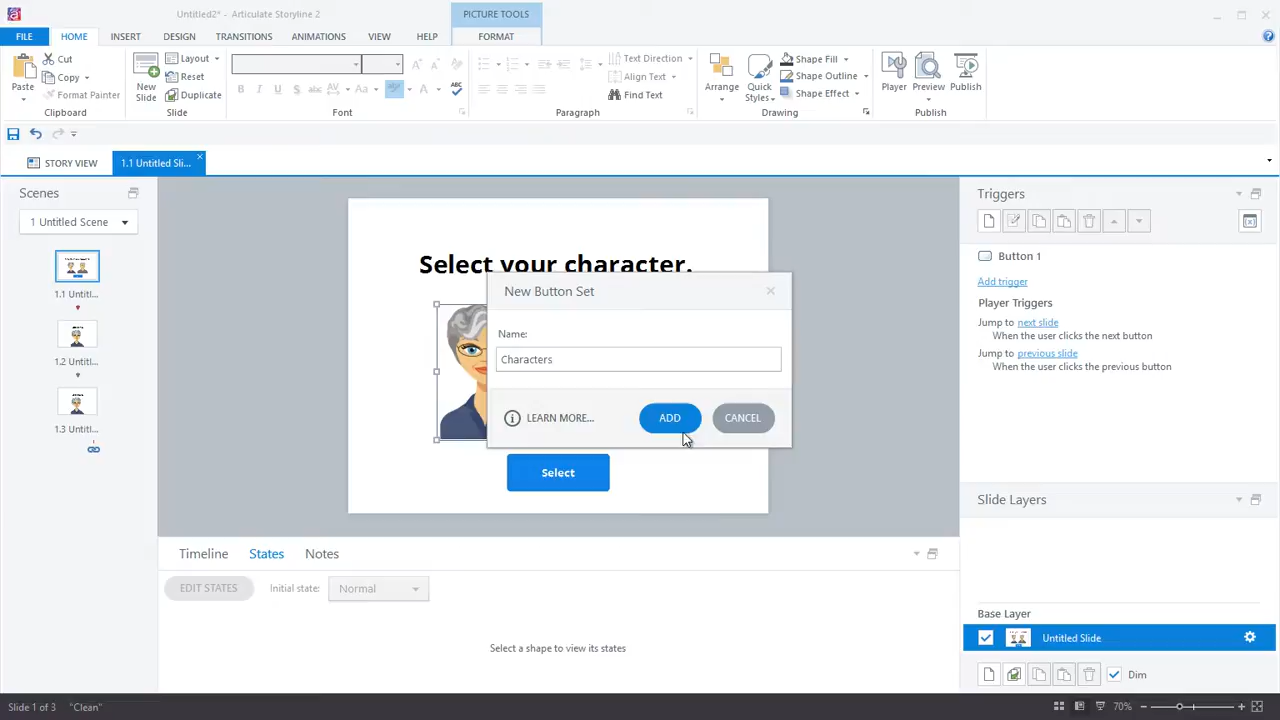 Untitled2* - Articulate Storyline 2
PICTURE TOOLS
FILE
HOME
INSERT
DESIGN
TRANSITIONS
ANIMATIONS
VIEW
HELP
FORMAT
Paste
Cut
Copy
Format Painter
Clipboard
New Slide
Layout
Reset
Duplicate
Slide
B I U S abc AV Aa A
ABC
Font
Text Direction
Align Text
Find Text
Paragraph
Arrange
Quick Styles
Shape Fill
Shape Outline
Shape Effect
Drawing
Player
Preview
Publish
Publish
STORY VIEW
1.1 Untitled Sli...
Scenes
1 Untitled Scene
1.1 Untitl...
1.2 Untitl...
1.3 Untitl...
Select your character.
Select
New Button Set
Name:
Characters
LEARN MORE...
ADD
CANCEL
Timeline
States
Notes
EDIT STATES
Initial state:
Normal
Select a shape to view its states
Triggers
Button 1
Add trigger
Player Triggers
Jump to next slide
When the user clicks the next button
Jump to previous slide
When the user clicks the previous button
Slide Layers
Base Layer
Untitled Slide
Dim
Slide 1 of 3
"Clean"
70%